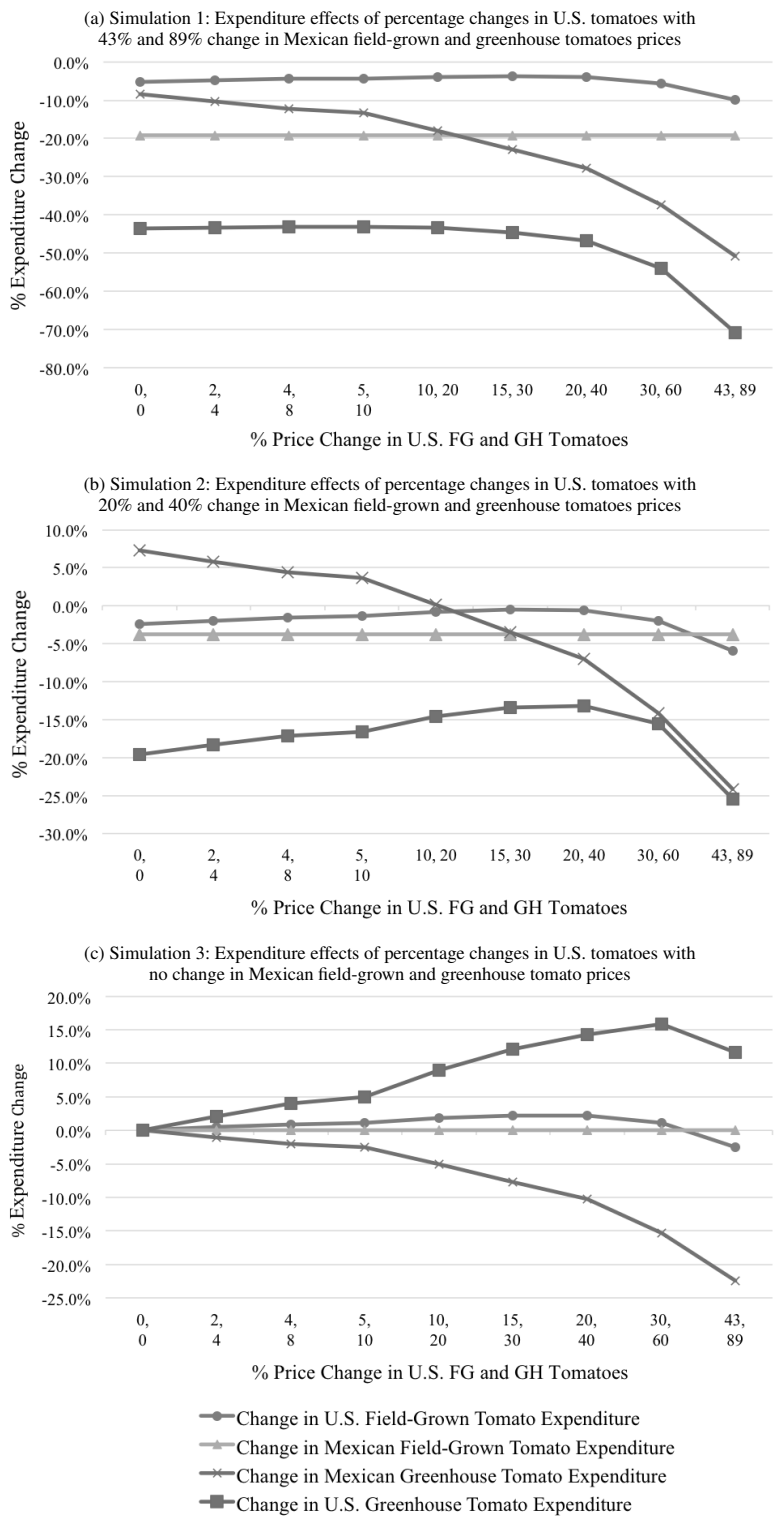 (a) Simulation 1: Expenditure effects of percentage changes in U.S. tomatoes with
43% and 89% change in Mexican field-grown and greenhouse tomatoes prices
% Expenditure Change
0.0%
-10.0%
-20.0%
-30.0%
-40.0%
-50.0%
-60.0%
-70.0%
-80.0%
0, 2, 4, 5, 10, 20 15, 30 20, 40 30, 60 43, 89
0 4 8 10
% Price Change in U.S. FG and GH Tomatoes
(b) Simulation 2: Expenditure effects of percentage changes in U.S. tomatoes with
20% and 40% change in Mexican field-grown and greenhouse tomatoes prices
% Expenditure Change
10.0%
5.0%
0.0%
-5.0%
-10.0%
-15.0%
-20.0%
-25.0%
-30.0%
0, 2, 4, 5, 10, 20 15, 30 20, 40 30, 60 43, 89
0 4 8 10
% Price Change in U.S. FG and GH Tomatoes
(c) Simulation 3: Expenditure effects of percentage changes in U.S. tomatoes with
no change in Mexican field-grown and greenhouse tomato prices
% Expenditure Change
20.0%
15.0%
10.0%
5.0%
0.0%
-5.0%
-10.0%
-15.0%
-20.0%
-25.0%
0, 2, 4, 5, 10, 15, 20, 30, 43,
0 4 8 10 20 30 40 60 89
% Price Change in U.S. FG and GH Tomatoes
Change in U.S. Field-Grown Tomato Expenditure
Change in Mexican Field-Grown Tomato Expenditure
Change in Mexican Greenhouse Tomato Expenditure
Change in U.S. Greenhouse Tomato Expenditure